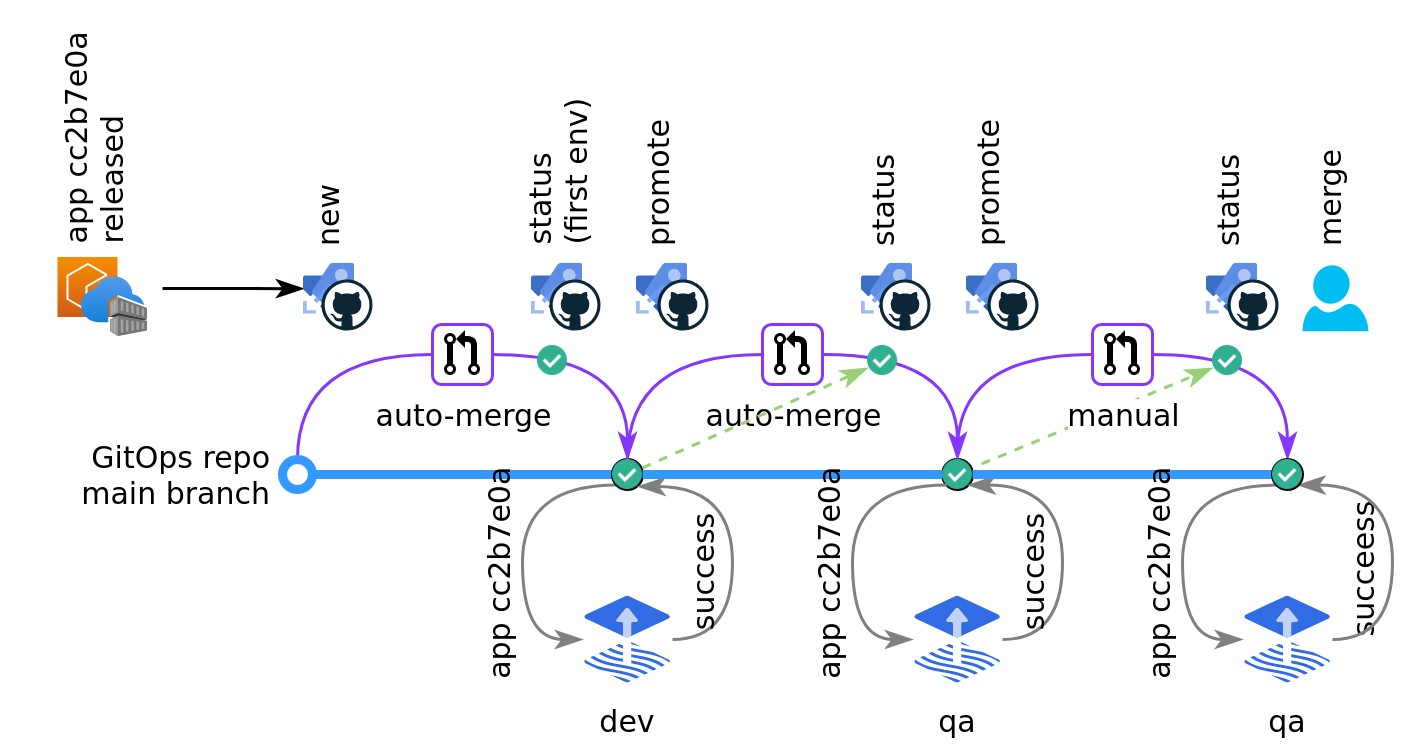 app cc2b7e0a
released
new
status
(first env)
promote
status
promote
status
merge
auto-merge
auto-merge
manual
GitOps repo
main branch
app cc2b7e0a
success
app cc2b7e0a
success
app cc2b7e0a
succeess
dev
qa
qa